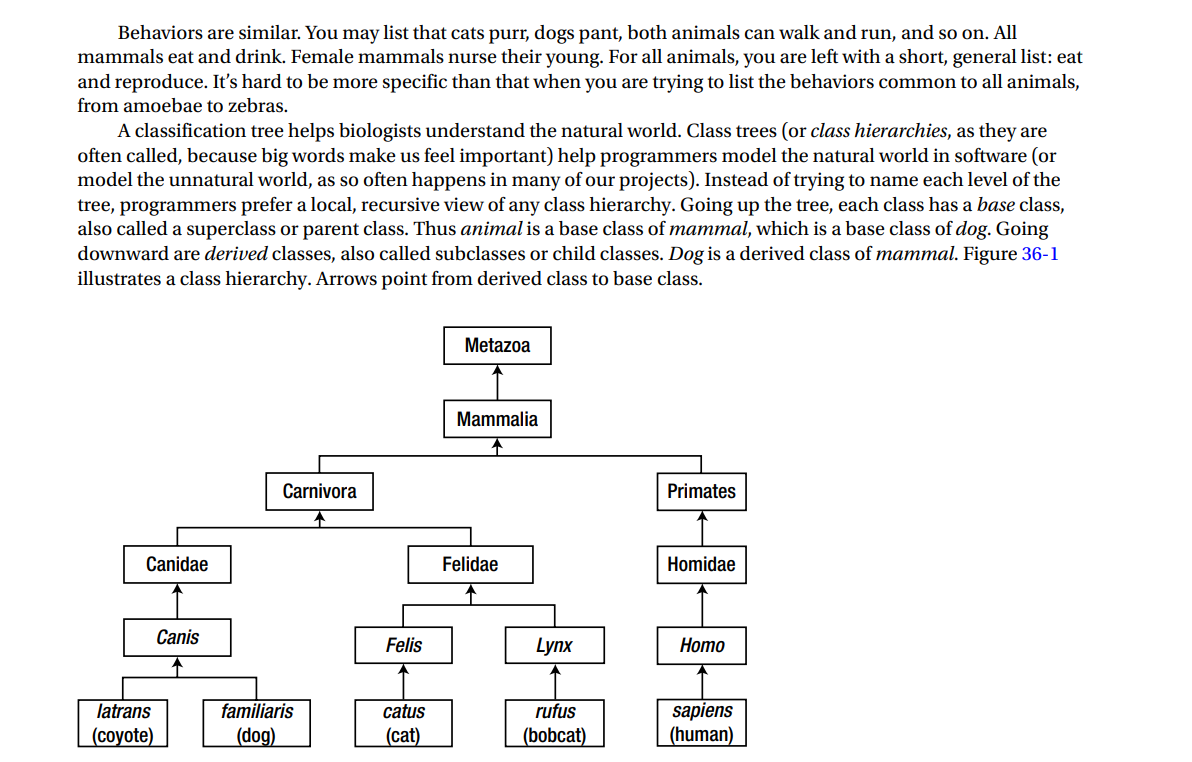 Behaviors are similar. You may list that cats purr, dogs pant, both animals can walk and run, and so on. All
mammals eat and drink. Female mammals nurse their young. For all animals, you are left with a short, general list: eat
and reproduce. It’s hard to be more specific than that when you are trying to list the behaviors common to all animals,
from amoebae to zebras.
A classification tree helps biologists understand the natural world. Class trees (or class hierarchies, as they are
often called, because big words make us feel important) help programmers model the natural world in software (or
model the unnatural world, as so often happens in many of our projects). Instead of trying to name each level of the
tree, programmers prefer a local, recursive view of any class hierarchy. Going up the tree, each class has a base class,
also called a superclass or parent class. Thus animal is a base class of mammal, which is a base class of dog. Going
downward are derived classes, also called subclasses or child classes. Dog is a derived class of mammal. Figure 36-1
illustrates a class hierarchy. Arrows point from derived class to base class.
Metazoa
Mammalia
Carnivora
Primates
Canidae
Felidae
Homidae
Canis
Felis
Lynx
Homo
latrans
(coyote)
familiaris
(dog)
catus
(cat)
rufus
(bobcat)
sapiens
(human)